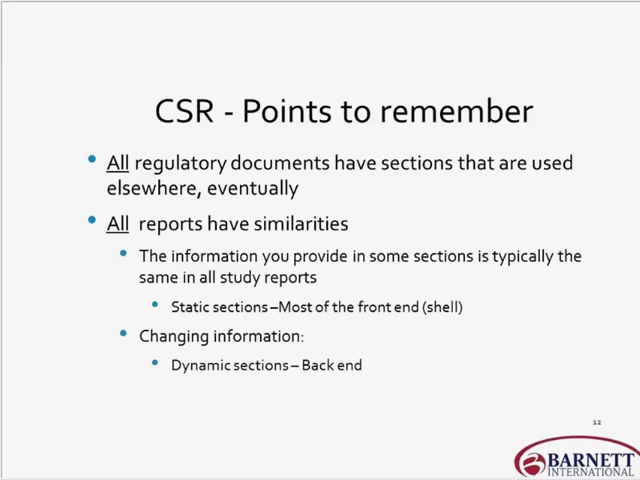 CSR - Points to remember
• All regulatory documents have sections that are used
elsewhere, eventually
• All reports have similarities
• The information you provide in some sections is typically the
same in all study reports
• Static sections –Most of the front end (shell)
• Changing information:
• Dynamic sections – Back end
12
BARNETT
INTERNATIONAL